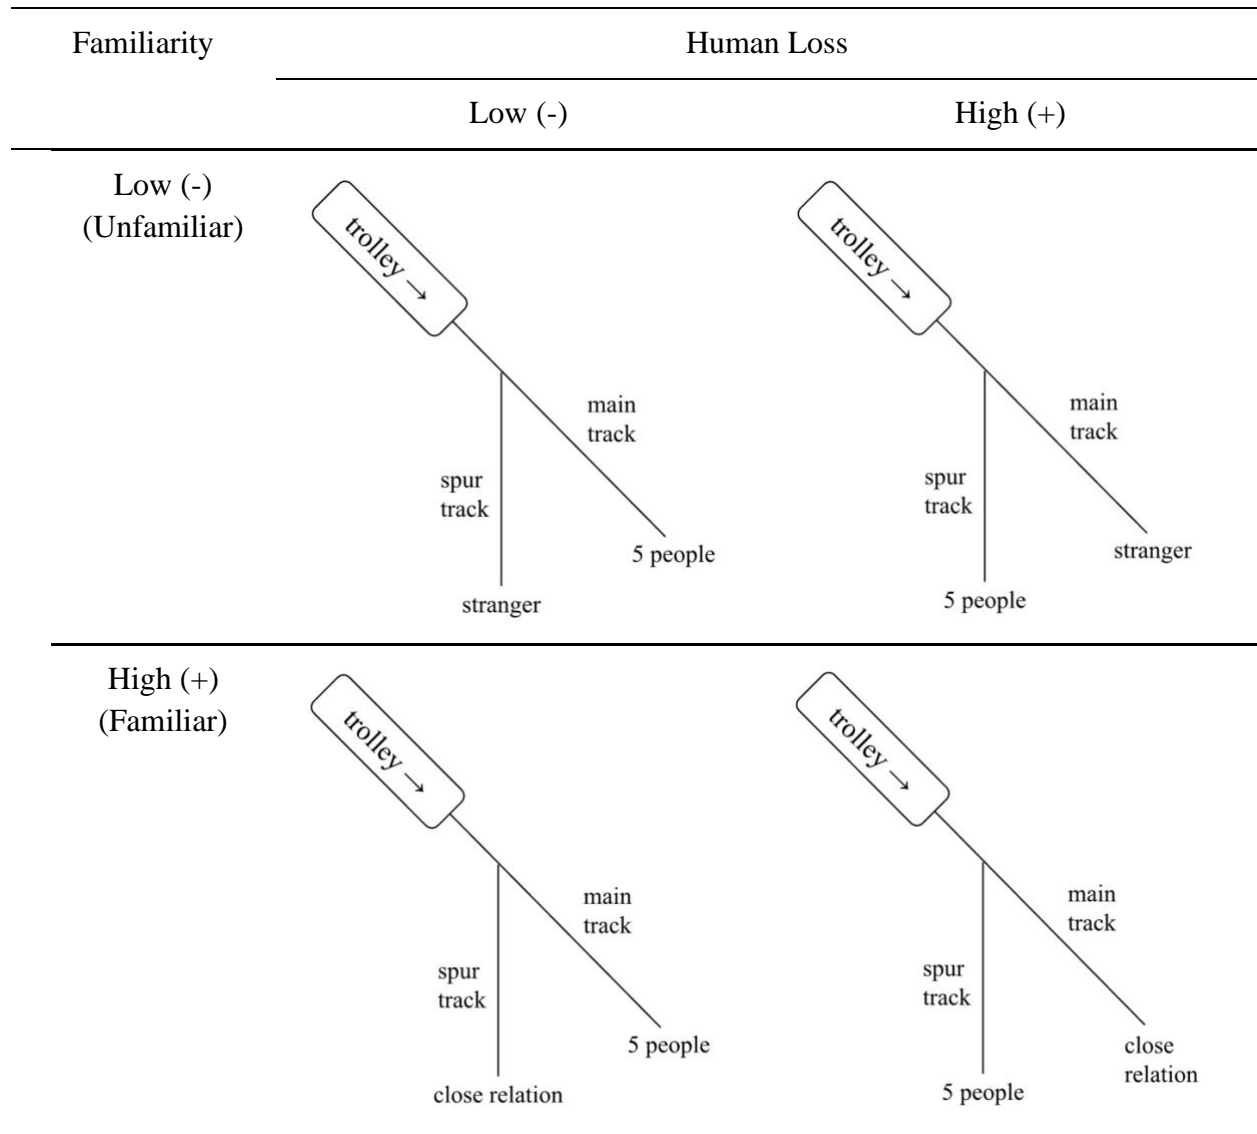 Familiarity
Human Loss
Low (-)
High (+)
Low (-)
(Unfamiliar)
trolley →
main
track
spur
track
5 people
stranger
trolley →
main
track
spur
track
stranger
5 people
High (+)
(Familiar)
trolley →
main
track
spur
track
5 people
close relation
trolley →
main
track
spur
track
close
relation
5 people